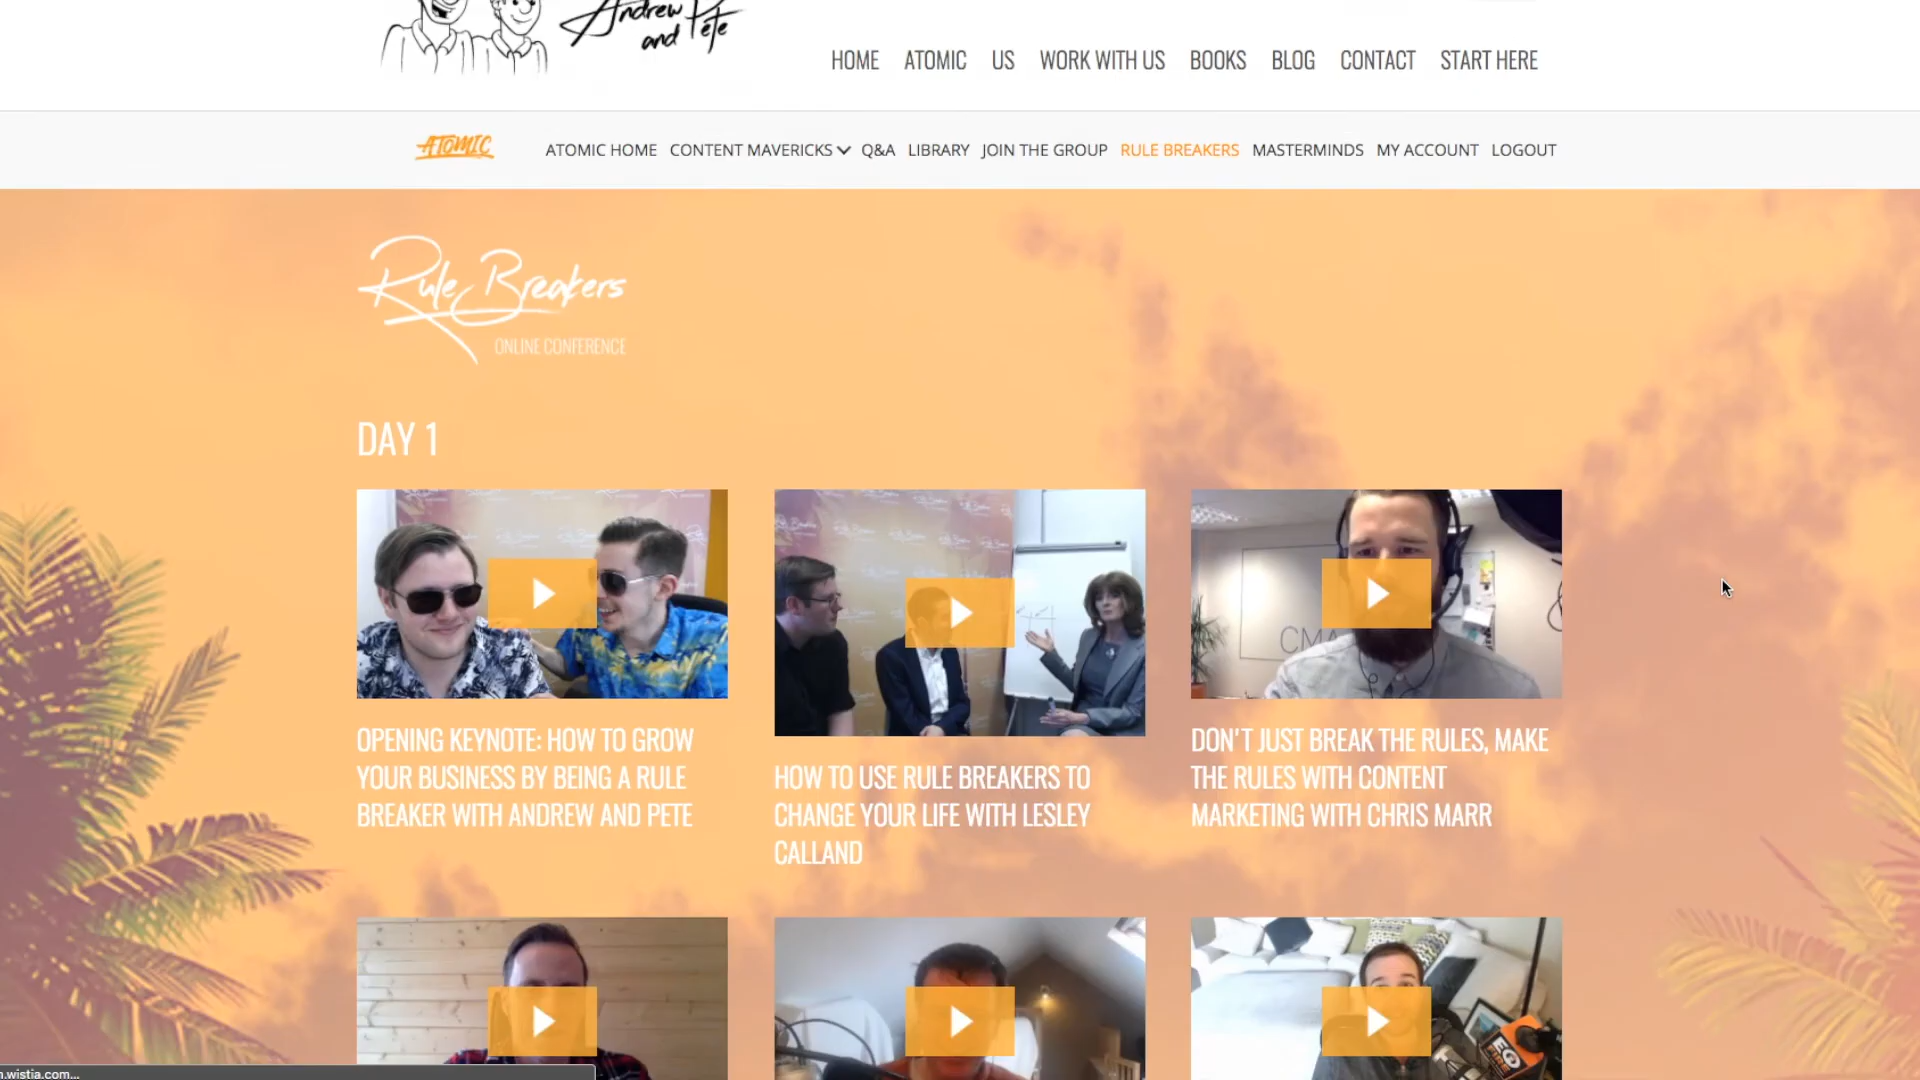 Andrew
and Pete
HOME ATOMIC US WORK WITH US BOOKS BLOG CONTACT START HERE
ATOMIC
ATOMIC HOME CONTENT MAVERICKS Q&A LIBRARY JOIN THE GROUP RULE BREAKERS MASTERMINDS MY ACCOUNT LOGOUT
Rule Breakers
ONLINE CONFERENCE
DAY 1
CMA
OPENING KEYNOTE: HOW TO GROW
YOUR BUSINESS BY BEING A RULE
BREAKER WITH ANDREW AND PETE
HOW TO USE RULE BREAKERS TO
CHANGE YOUR LIFE WITH LESLEY
CALLAND
DON'T JUST BREAK THE RULES, MAKE
THE RULES WITH CONTENT
MARKETING WITH CHRIS MARR
.wistia.com...